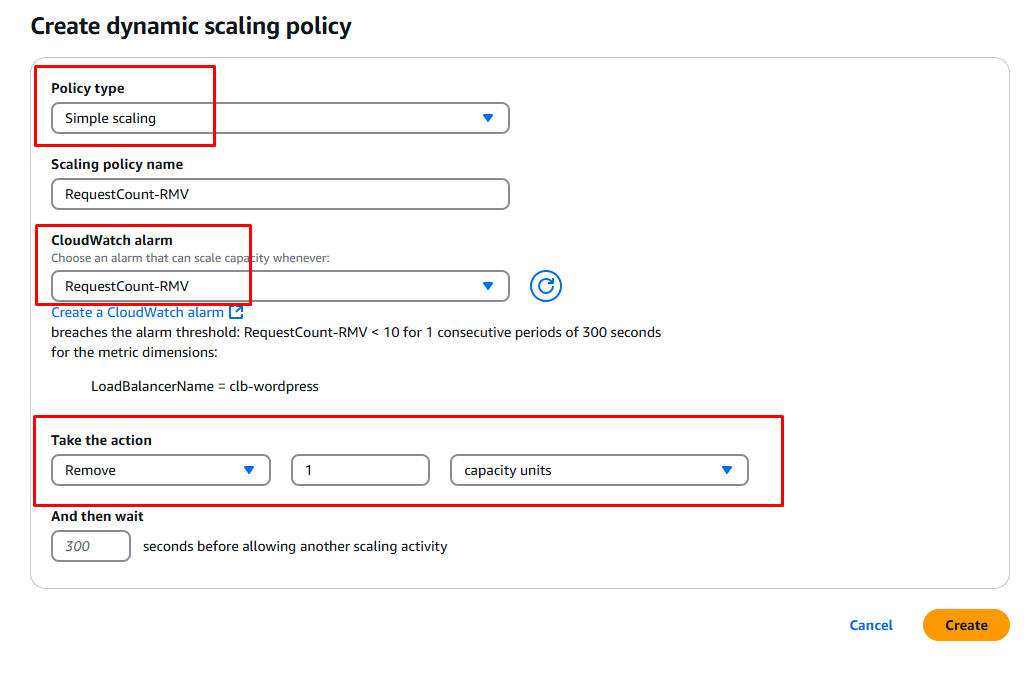 Create dynamic scaling policy
Policy type
Simple scaling
Scaling policy name
RequestCount-RMV
CloudWatch alarm
Choose an alarm that can scale capacity whenever:
RequestCount-RMV
Create a CloudWatch alarm
breaches the alarm threshold: RequestCount-RMV < 10 for 1 consecutive periods of 300 seconds
for the metric dimensions:
LoadBalancerName = clb-wordpress
Take the action
Remove 1 capacity units
And then wait
300 seconds before allowing another scaling activity
Cancel Create